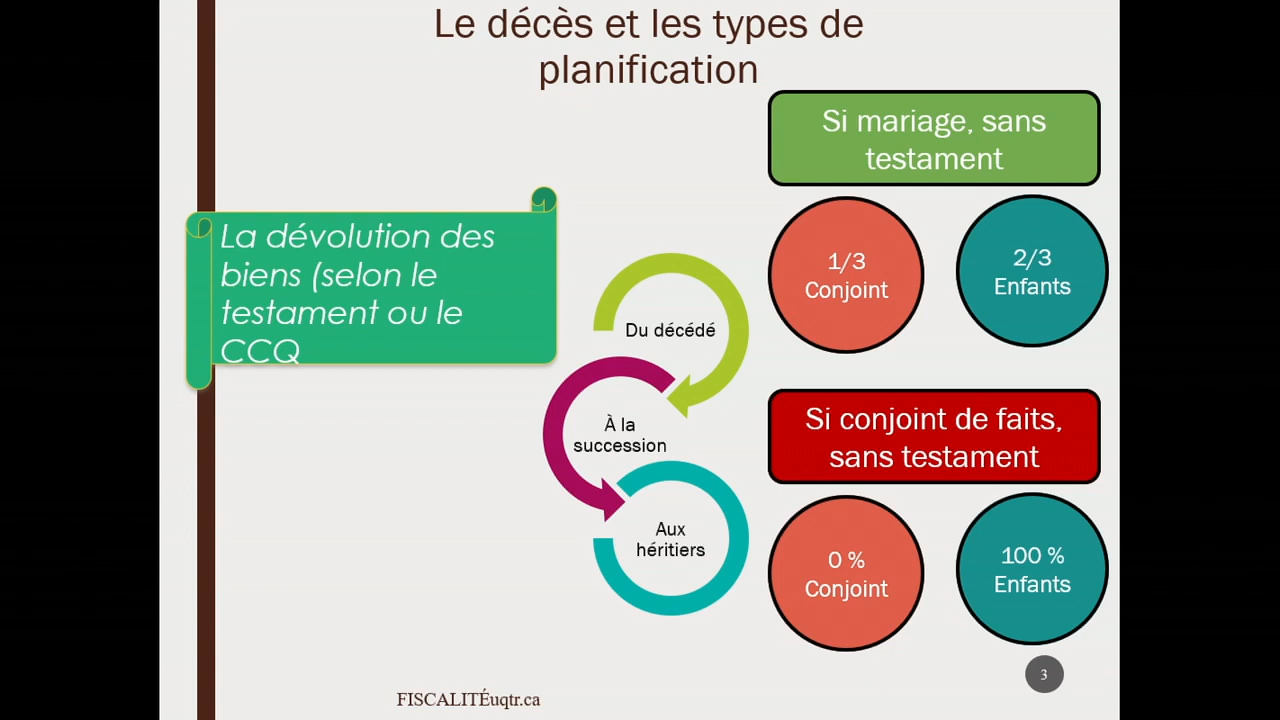 Le décès et les types de
planification
Si mariage, sans
testament
1/3
Conjoint
2/3
Enfants
La dévolution des
biens (selon le
testament ou le
CCQ
Du décédé
À la
succession
Aux
héritiers
Si conjoint de faits,
sans testament
0 %
Conjoint
100 %
Enfants
3
FISCALITÉuqtr.ca